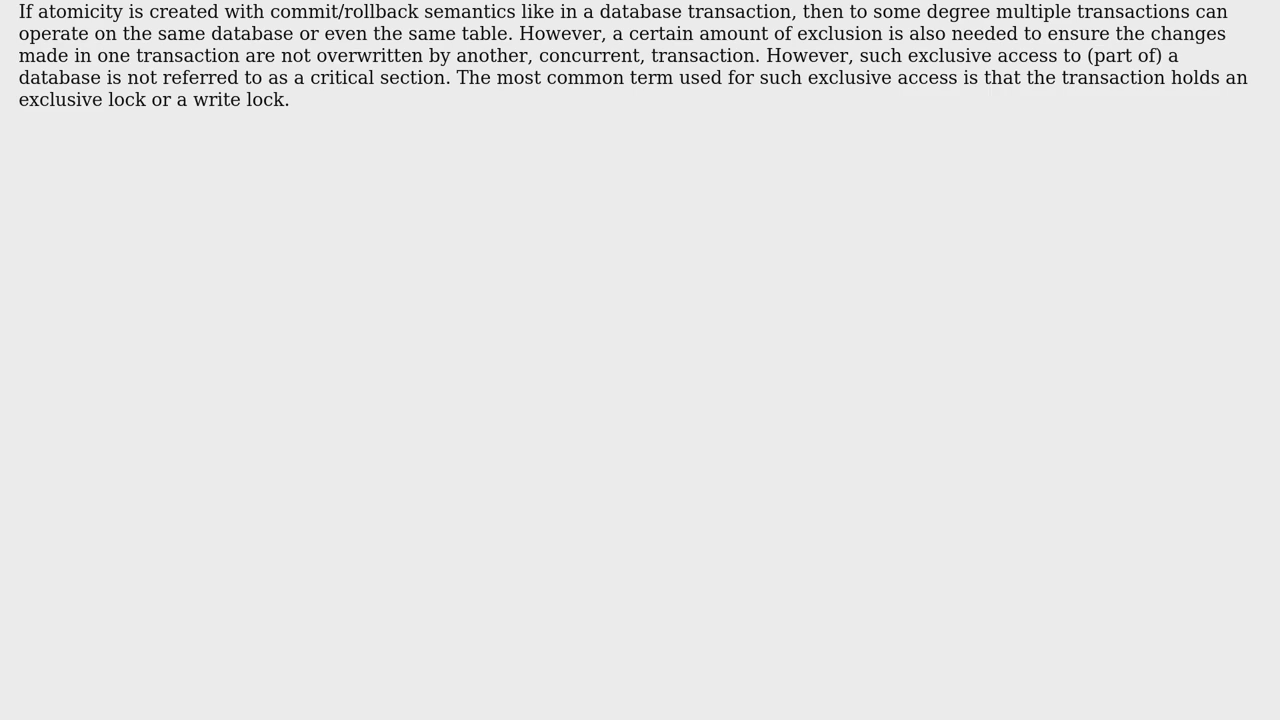 If atomicity is created with commit/rollback semantics like in a database transaction, then to some degree multiple transactions can
operate on the same database or even the same table. However, a certain amount of exclusion is also needed to ensure the changes
made in one transaction are not overwritten by another, concurrent, transaction. However, such exclusive access to (part of) a
database is not referred to as a critical section. The most common term used for such exclusive access is that the transaction holds an
exclusive lock or a write lock.